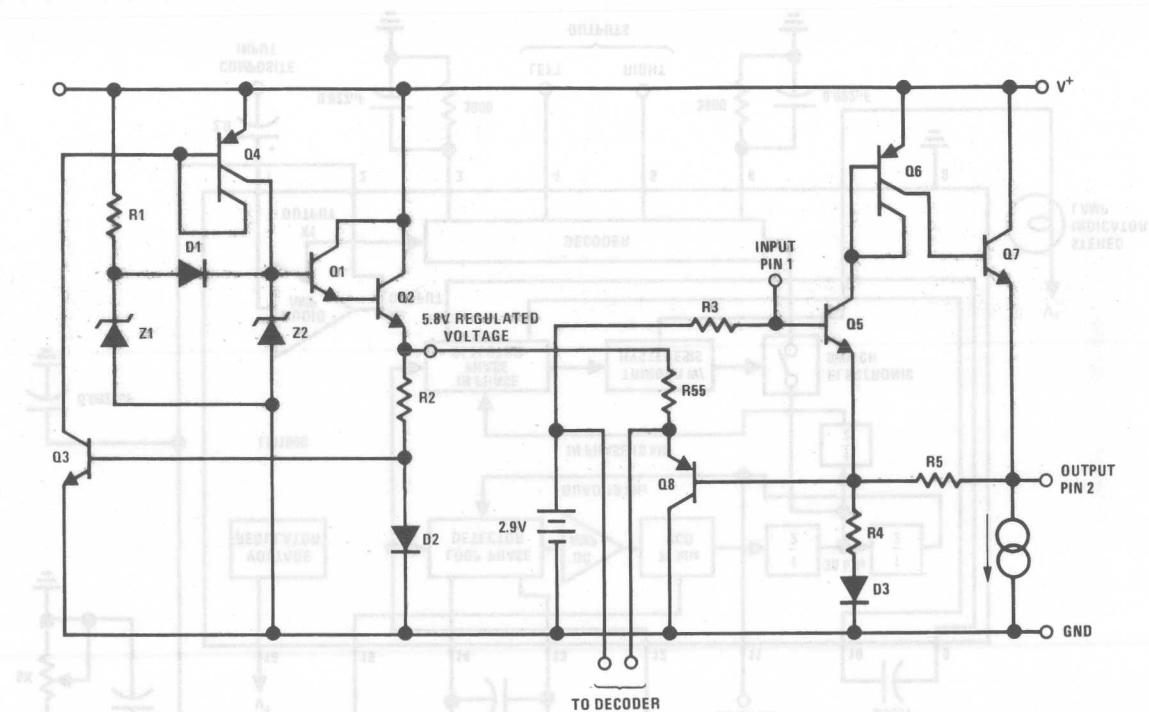 V+
Q4
Q6
R1
D1
Q1
Q2
INPUT
PIN 1
Q7
Z1
Z2
5.8V REGULATED
VOLTAGE
R3
Q5
R2
R55
Q3
Q8
R5
OUTPUT
PIN 2
2.9V
D2
R4
D3
GND
TO DECODER